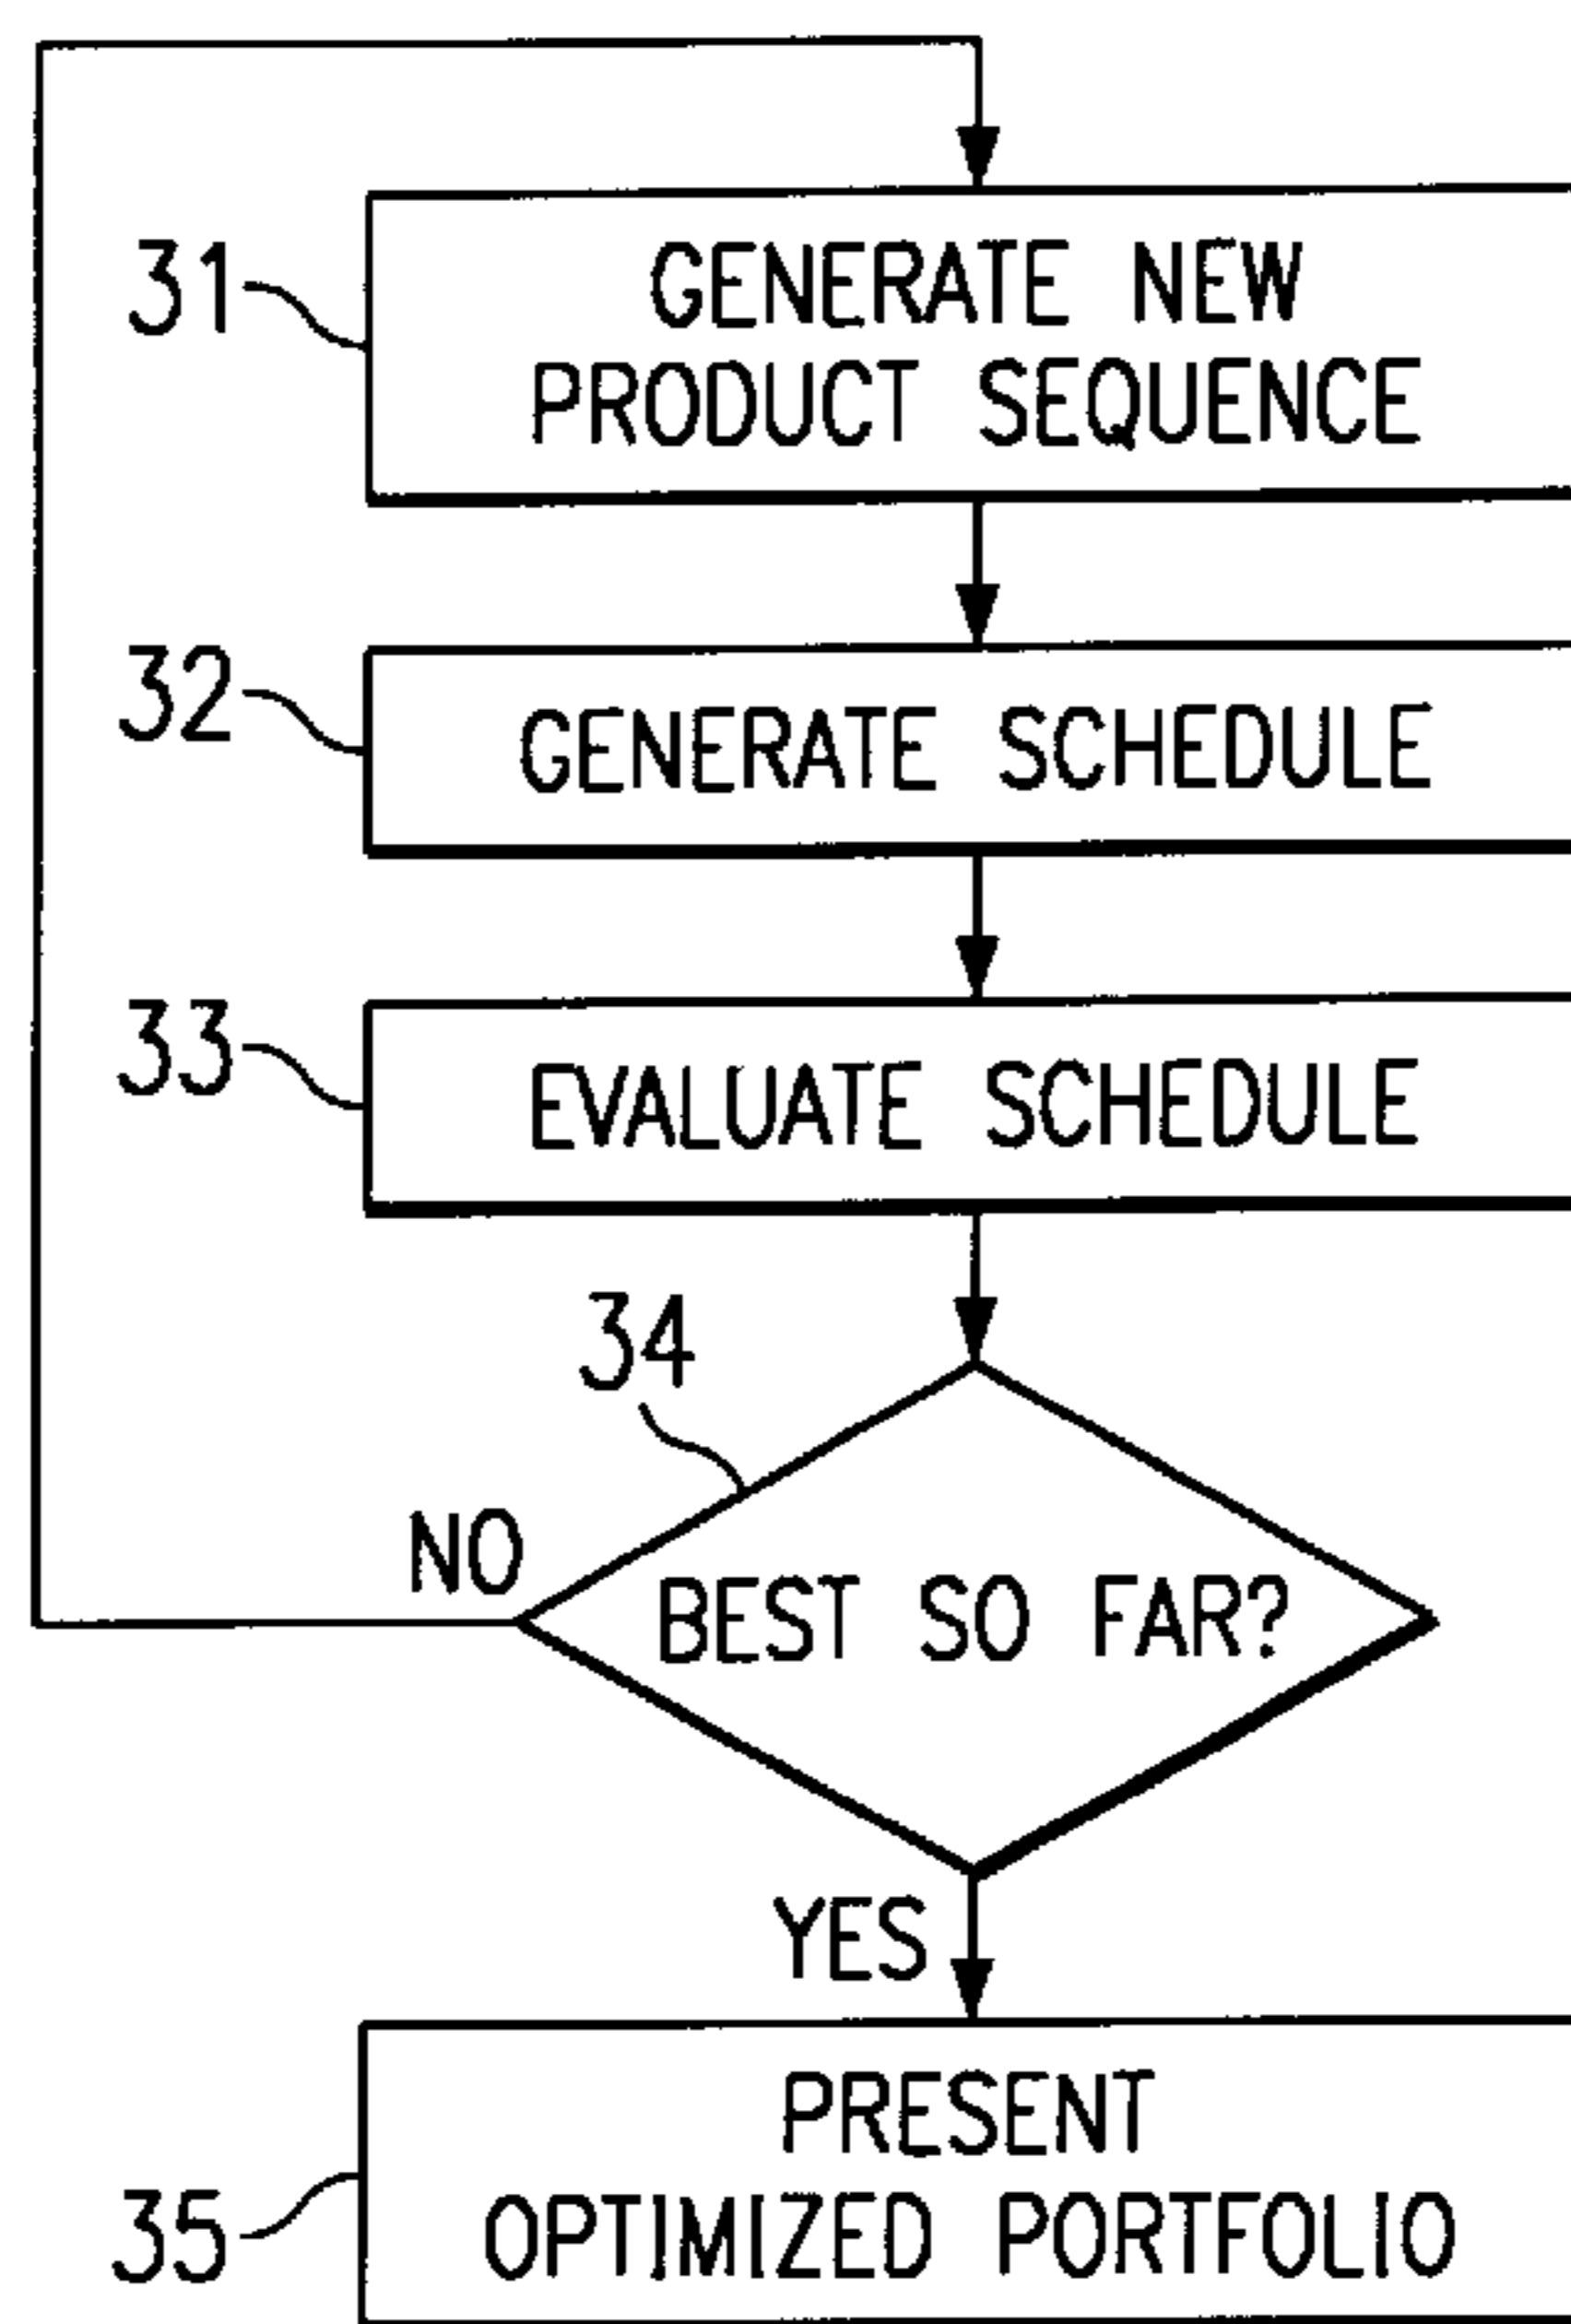 31
GENERATE NEW
PRODUCT SEQUENCE
32
GENERATE SCHEDULE
33
EVALUATE SCHEDULE
34
NO
BEST SO FAR?
YES
PRESENT
35
OPTIMIZED PORTFOLIO